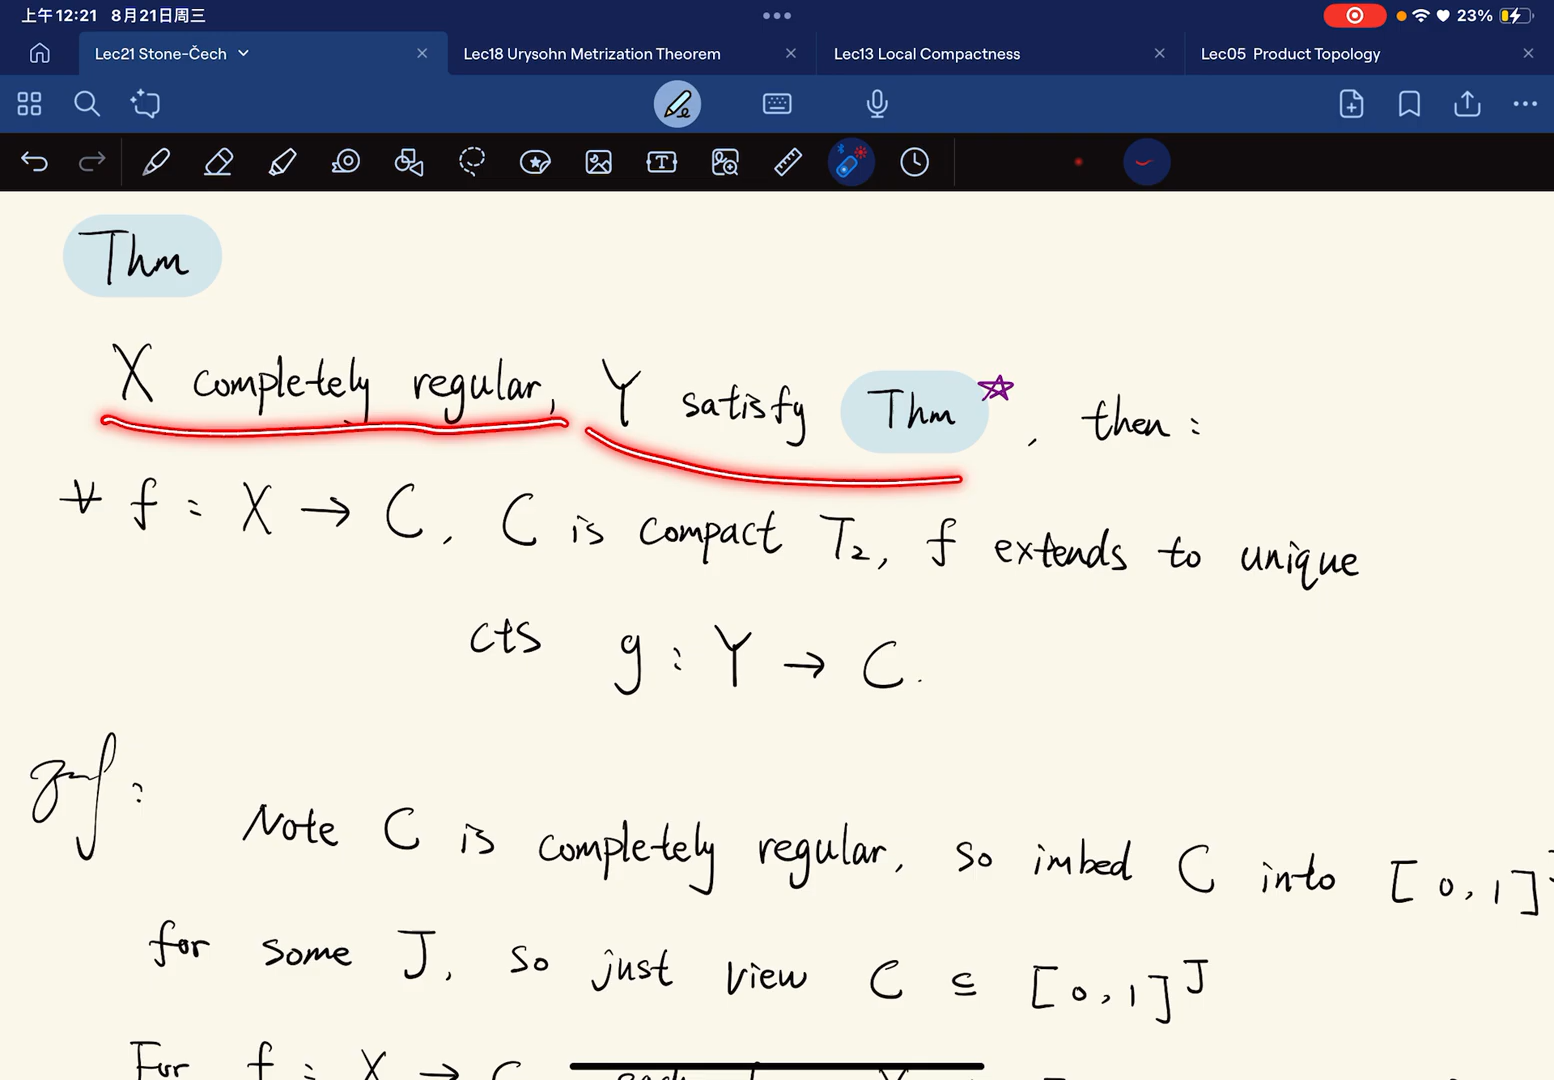 上午12:21 8月21日周三 23%
Lec21 Stone-Čech Lec18 Urysohn Metrization Theorem Lec13 Local Compactness Lec05 Product Topology
Thm
X completely regular, Y satisfy Thm ☆, then:
∀ f : X → C, C is compact T₂, f extends to unique
cts g : Y → C.
pf:
Note C is completely regular, so imbed C into [0,1]
for some J, so just view C ⊆ [0,1]^J
For f : X → C